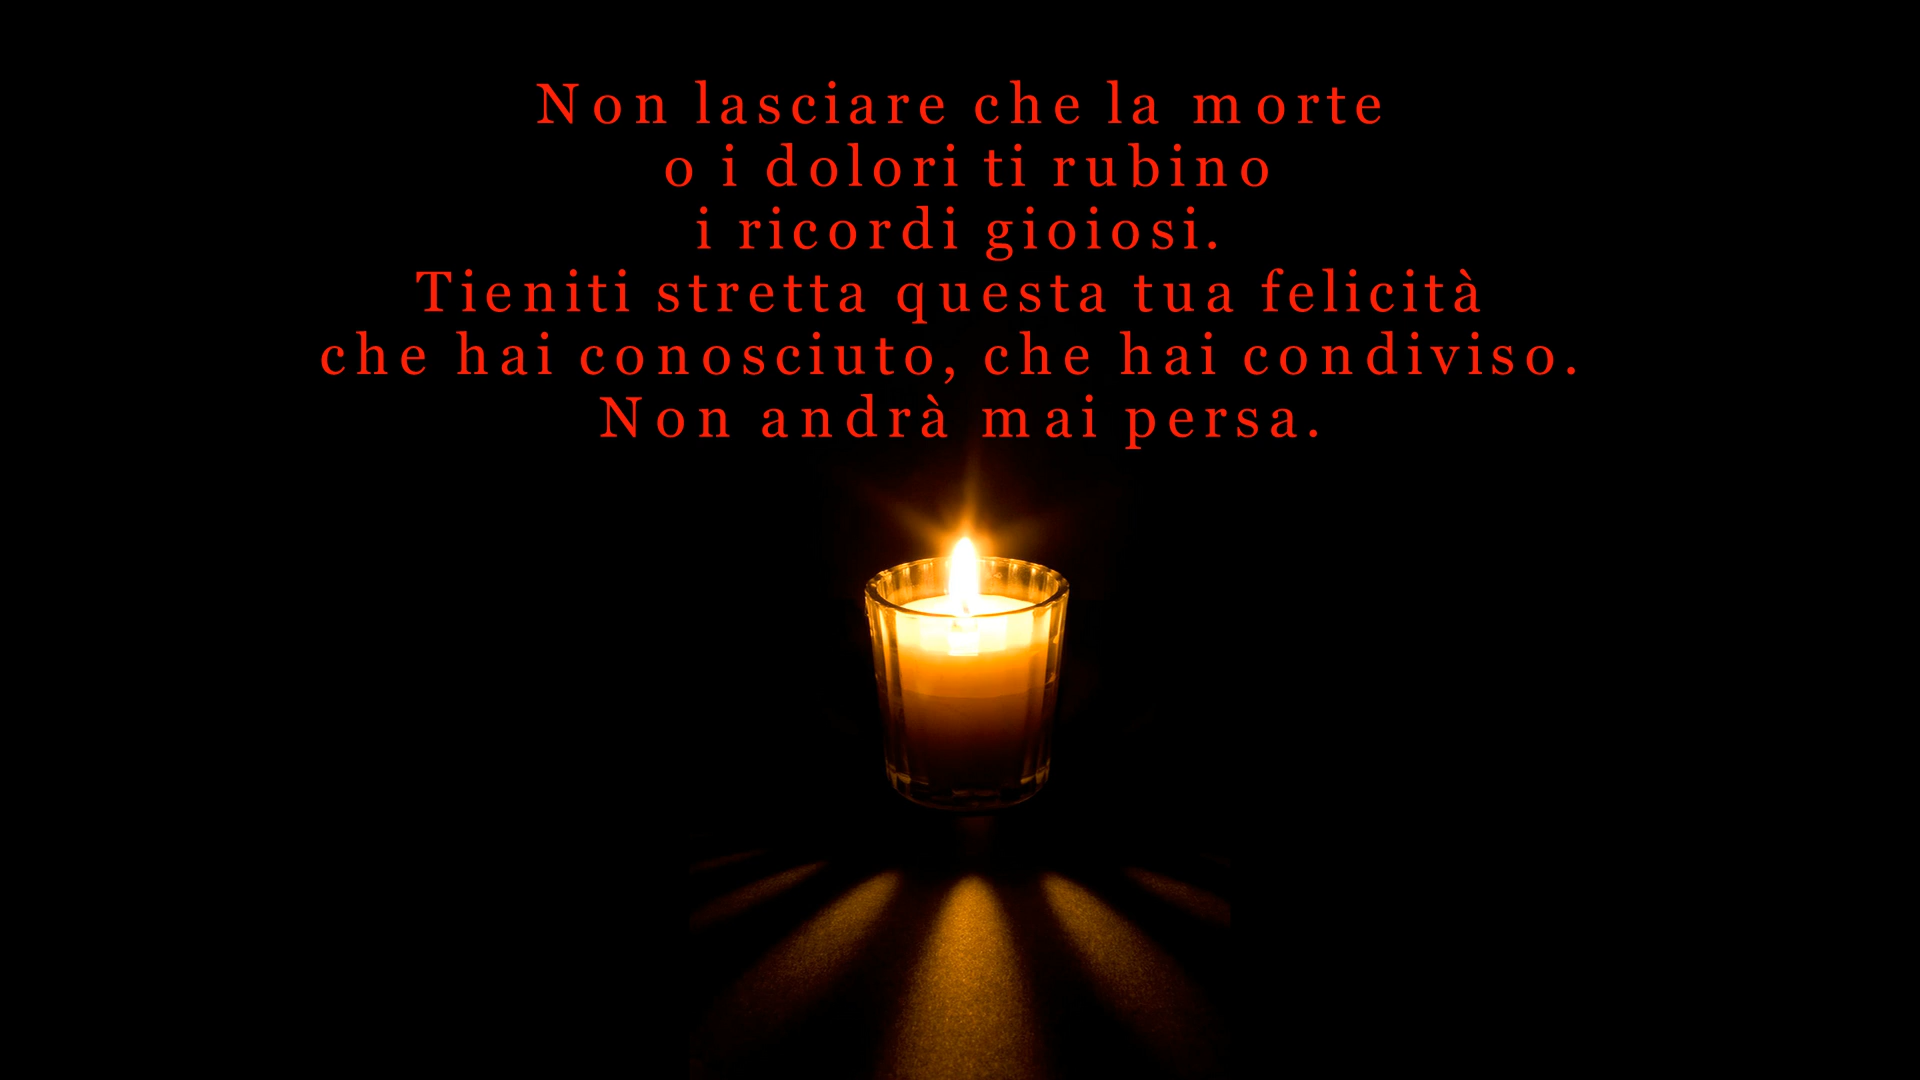 Non lasciare che la morte
o i dolori ti rubino
i ricordi gioiosi.
Tieniti stretta questa tua felicità
che hai conosciuto, che hai condiviso.
Non andrà mai persa.